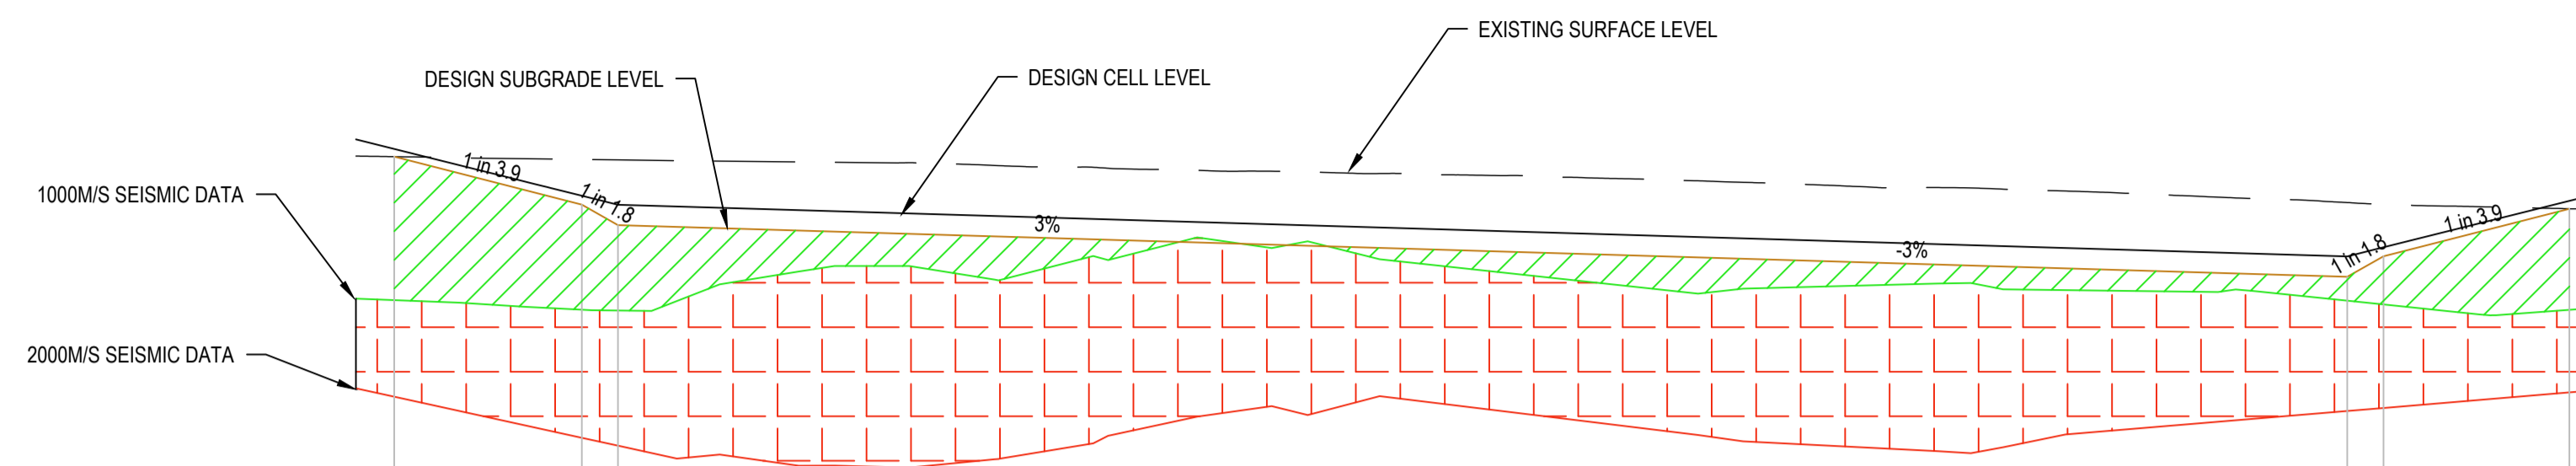 EXISTING SURFACE LEVEL
DESIGN SUBGRADE LEVEL
DESIGN CELL LEVEL
1 in 3.9
1 in 1.8
1000M/S SEISMIC DATA
3%
-3%
1 in 1.8
1 in 3.9
2000M/S SEISMIC DATA